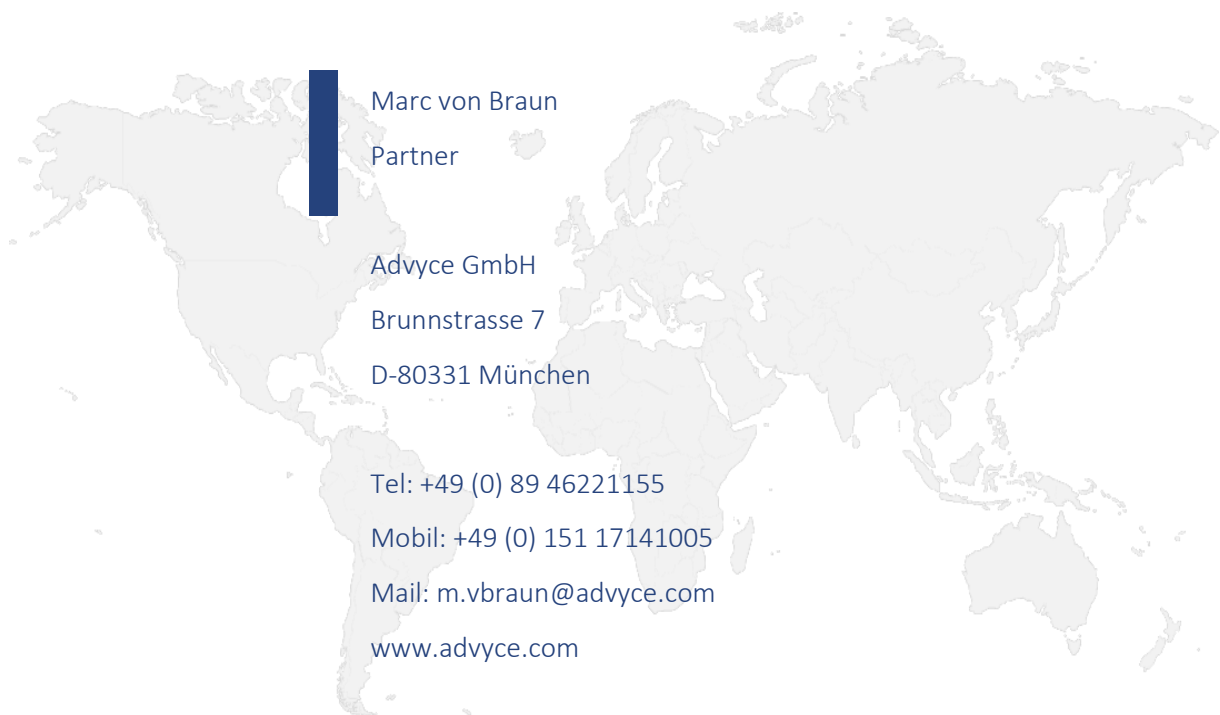 Marc von Braun
Partner
Advyce GmbH
Brunnstrasse 7
D-80331 München
Tel: +49 (0) 89 46221155
Mobil: +49 (0) 151 17141005
Mail: m.vbraun@advyce.com
www.advyce.com